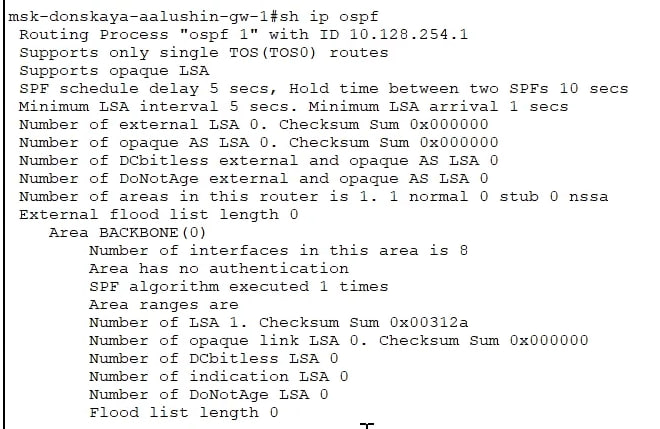 msk-donskaya-aalushin-gw-1#sh ip ospf
Routing Process "ospf 1" with ID 10.128.254.1
Supports only single TOS(TOS0) routes
Supports opaque LSA
SPF schedule delay 5 secs, Hold time between two SPFs 10 secs
Minimum LSA interval 5 secs. Minimum LSA arrival 1 secs
Number of external LSA 0. Checksum Sum 0x000000
Number of opaque AS LSA 0. Checksum Sum 0x000000
Number of DCbitless external and opaque AS LSA 0
Number of DoNotAge external and opaque AS LSA 0
Number of areas in this router is 1. 1 normal 0 stub 0 nssa
External flood list length 0
Area BACKBONE(0)
Number of interfaces in this area is 8
Area has no authentication
SPF algorithm executed 1 times
Area ranges are
Number of LSA 1. Checksum Sum 0x00312a
Number of opaque link LSA 0. Checksum Sum 0x000000
Number of DCbitless LSA 0
Number of indication LSA 0
Number of DoNotAge LSA 0
Flood list length 0